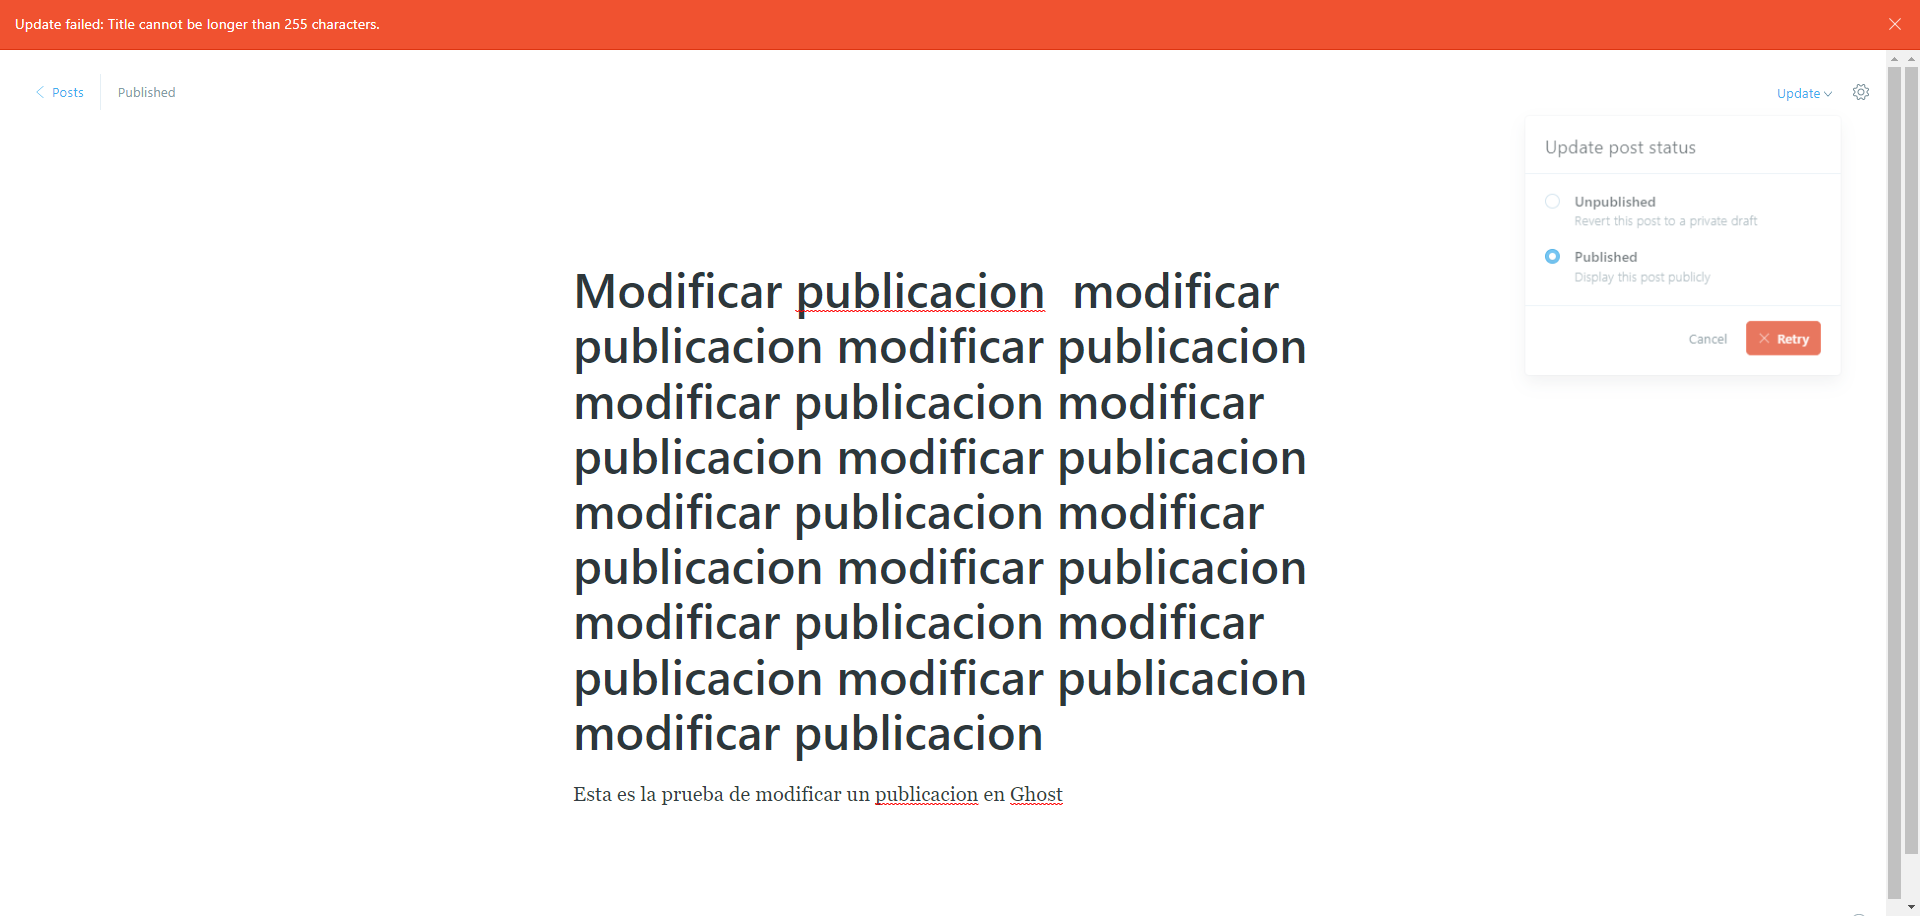 Update failed: Title cannot be longer than 255 characters.
Posts
Published
Update
Update post status
Unpublished
Revert this post to a private draft
Published
Display this post publicly
Cancel
Retry
Modificar publicacion  modificar
publicacion modificar publicacion
modificar publicacion modificar
publicacion modificar publicacion
modificar publicacion modificar
publicacion modificar publicacion
modificar publicacion modificar
publicacion modificar publicacion
modificar publicacion
Esta es la prueba de modificar un publicacion en Ghost